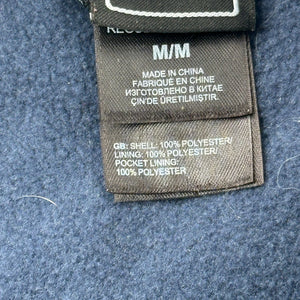 M/M
MADE IN CHINA
FABRIQUÉ EN CHINE
ИЗГОТОВЛЕНО В КИТАЕ
ÇİN'DE ÜRETİLMİŞTİR.
GB: SHELL: 100% POLYESTER/
LINING: 100% POLYESTER/
POCKET LINING:
100% POLYESTER